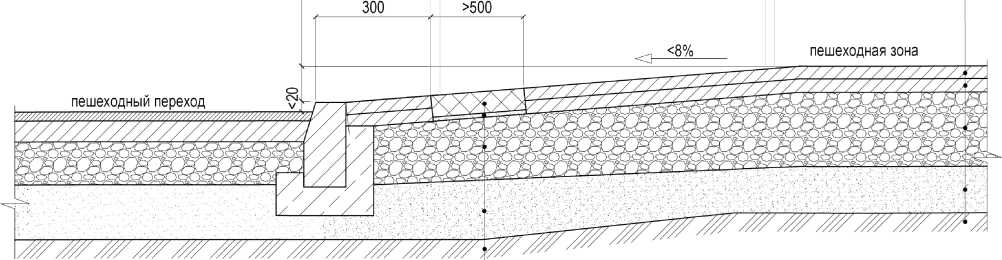 300
>500
<8%
пешеходная зона
<20
пешеходный переход